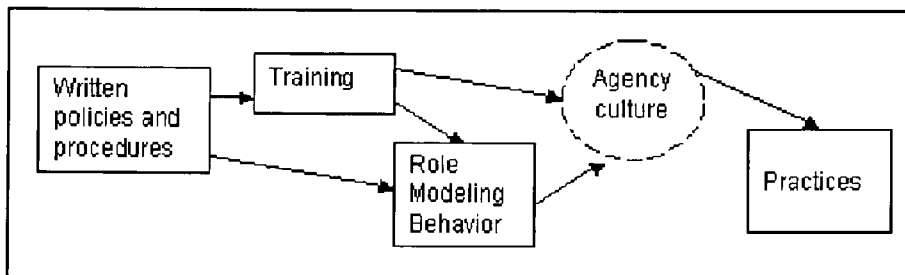 Written
policies and
procedures
Training
Role
Modeling
Behavior
Agency
culture
Practices